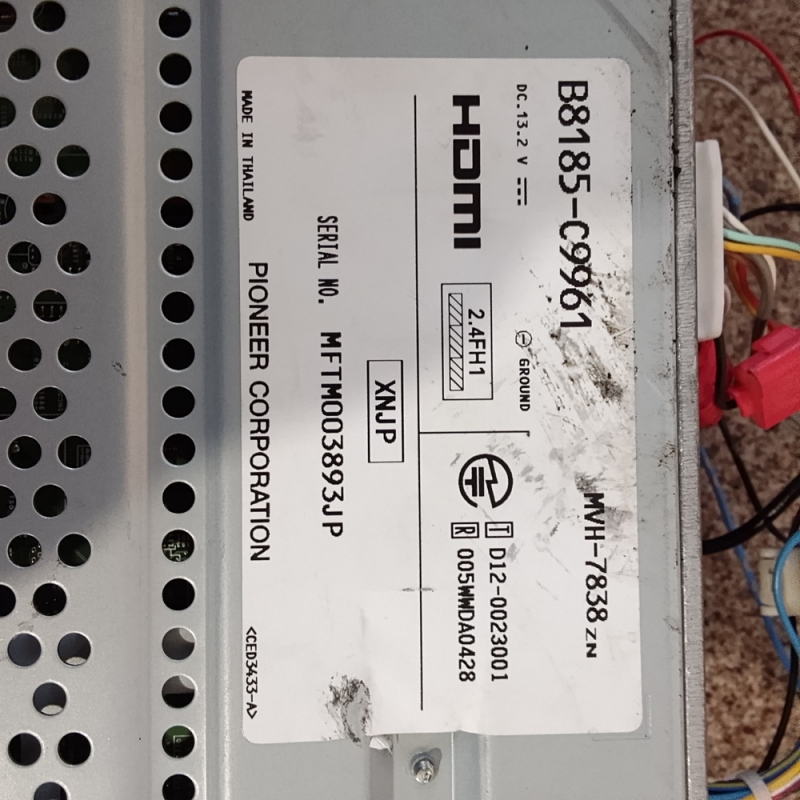 B8185-C9961 MVH-7838ZN
DC.13.2 V ⊖ GROUND
HDMI 2.4FH1
T D12-0023001
R 005WWDA0428
XNJP
SERIAL NO. MFTM003893JP
PIONEER CORPORATION
MADE IN THAILAND <CED3433-A>